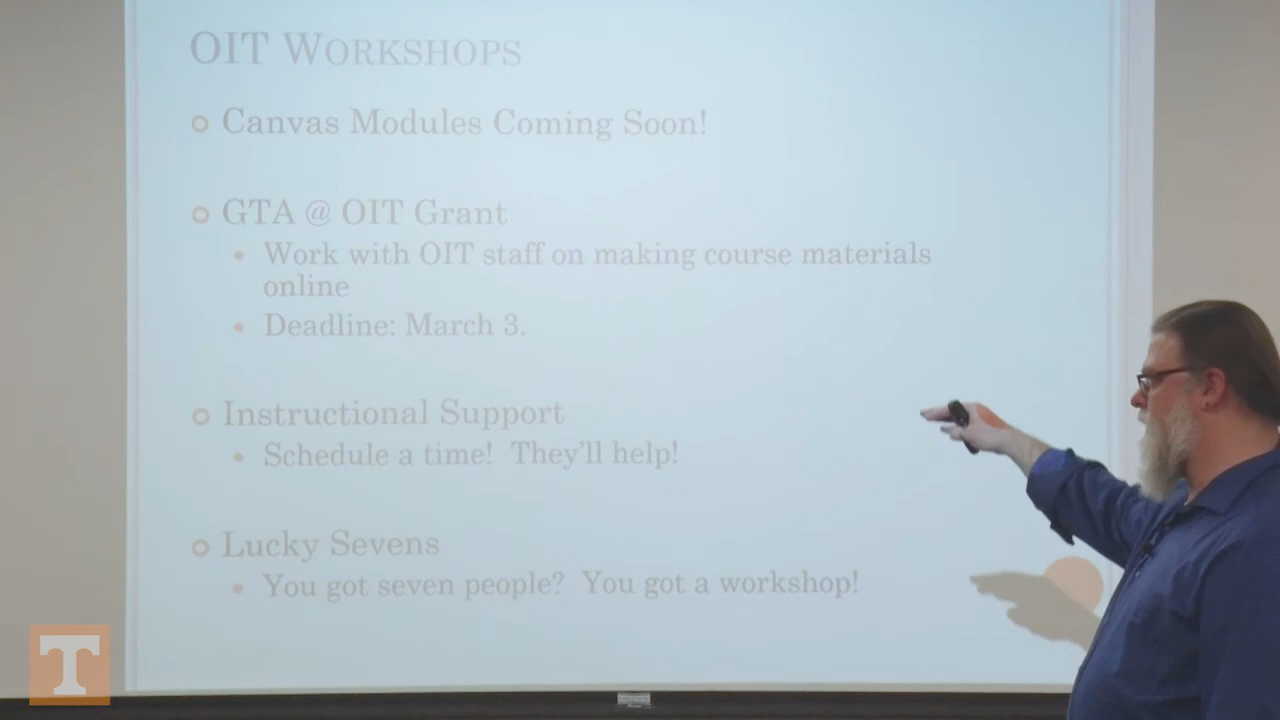 OIT WORKSHOPS
Canvas Modules Coming Soon!
GTA @ OIT Grant
Work with OIT staff on making course materials
online
Deadline: March 3.
Instructional Support
Schedule a time!  They'll help!
Lucky Sevens
You got seven people?  You got a workshop!
T